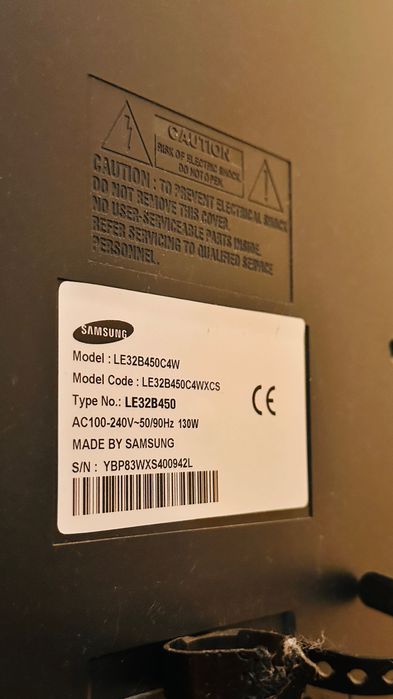 CAUTION
RISK OF ELECTRIC SHOCK
DO NOT OPEN.
CAUTION : TO PREVENT ELECTRICAL SHOCK,
DO NOT REMOVE THIS COVER.
NO USER-SERVICEABLE PARTS INSIDE.
REFER SERVICING TO QUALIFIED SERVICE
PERSONNEL.
SAMSUNG
Model : LE32B450C4W
Model Code : LE32B450C4WXCS
Type No.: LE32B450
AC100-240V~50/90Hz 130W
MADE BY SAMSUNG
S/N : YBP83WXS400942L
CE